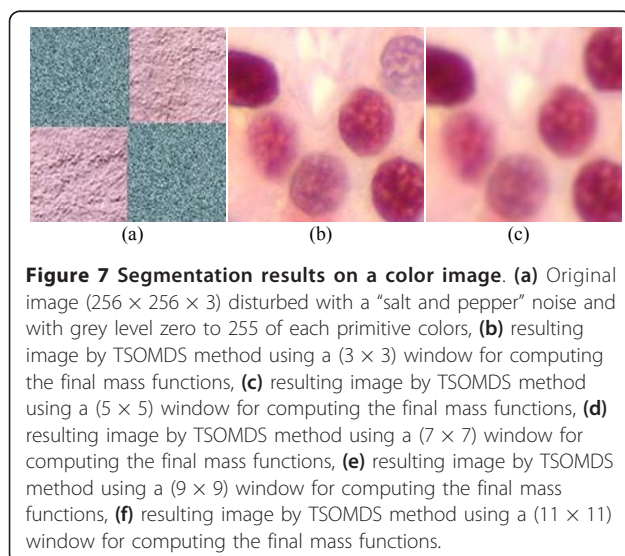 (a) (b) (c)
Figure 7 Segmentation results on a color image. (a) Original
image (256 × 256 × 3) disturbed with a “salt and pepper” noise and
with grey level zero to 255 of each primitive colors, (b) resulting
image by TSOMDS method using a (3 × 3) window for computing
the final mass functions, (c) resulting image by TSOMDS method
using a (5 × 5) window for computing the final mass functions, (d)
resulting image by TSOMDS method using a (7 × 7) window for
computing the final mass functions, (e) resulting image by TSOMDS
method using a (9 × 9) window for computing the final mass
functions, (f) resulting image by TSOMDS method using a (11 × 11)
window for computing the final mass functions.